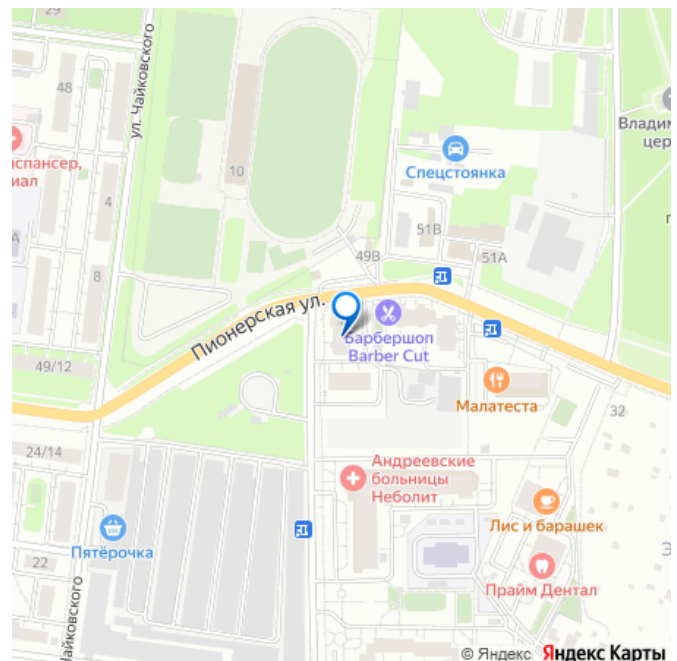 29
48
ул. Чайковского
10
4
испансер,
иал
А
8
49/12
Пионерская ул.
49В
51В
51А
Спецстоянка
Владим
цер
Барбершоп
Barber Cut
Малатеста
32
24/14
Пятёрочка
22
Чайковского
Андреевские
больницы
Неболит
Лис и барашек
Прайм Дентал
© Яндекс Яндекс Карты